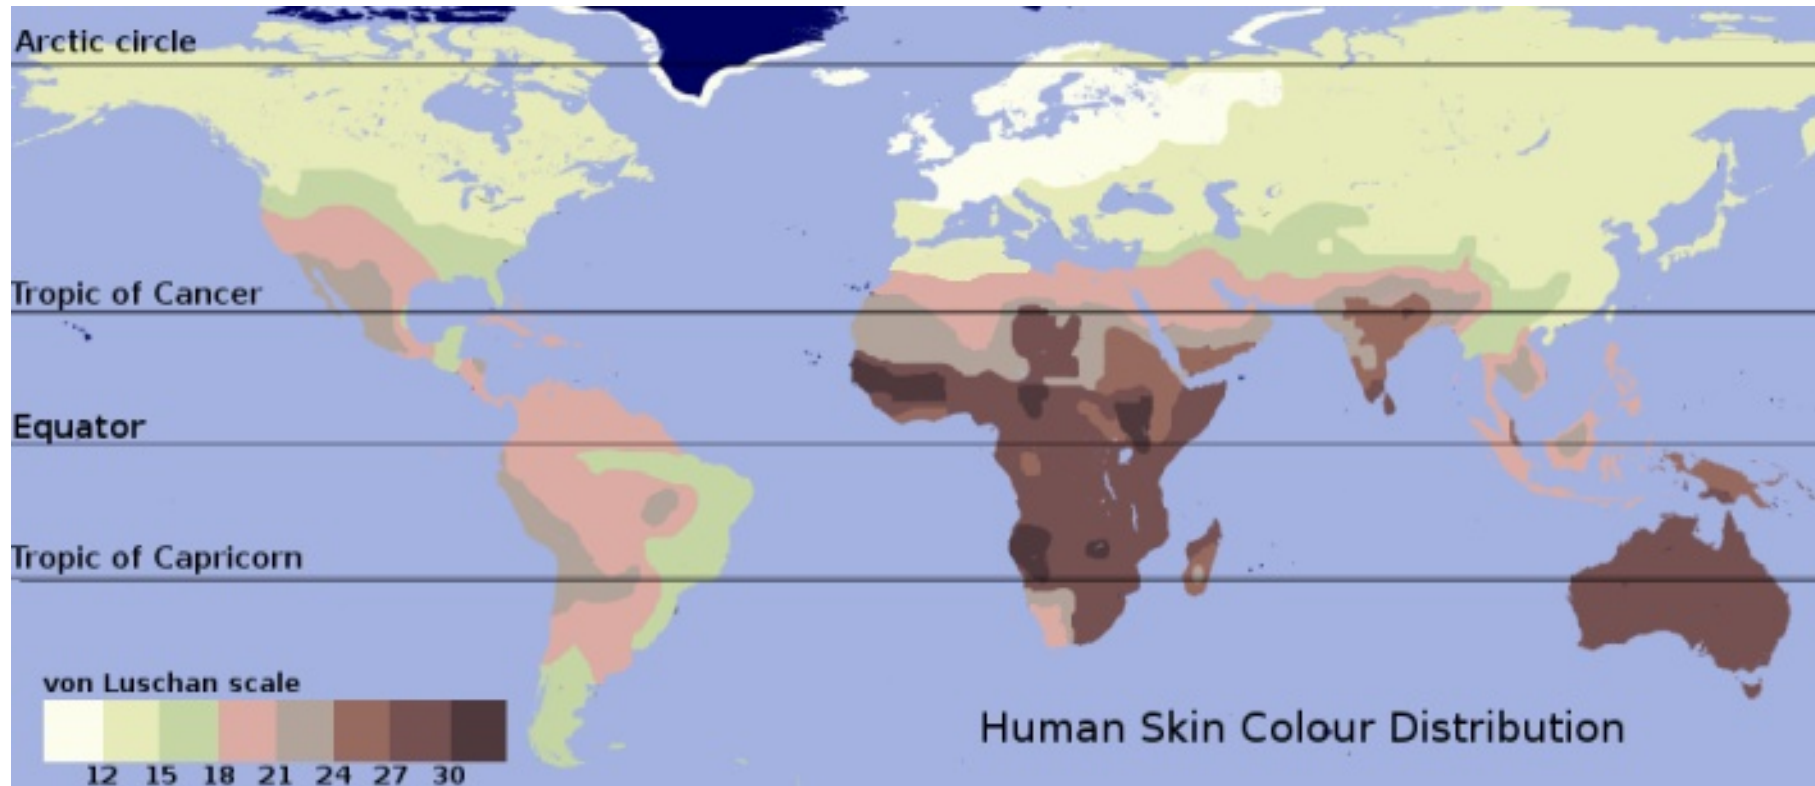 Arctic circle
Tropic of Cancer
Equator
Tropic of Capricorn
von Luschan scale
12 15 18 21 24 27 30
Human Skin Colour Distribution